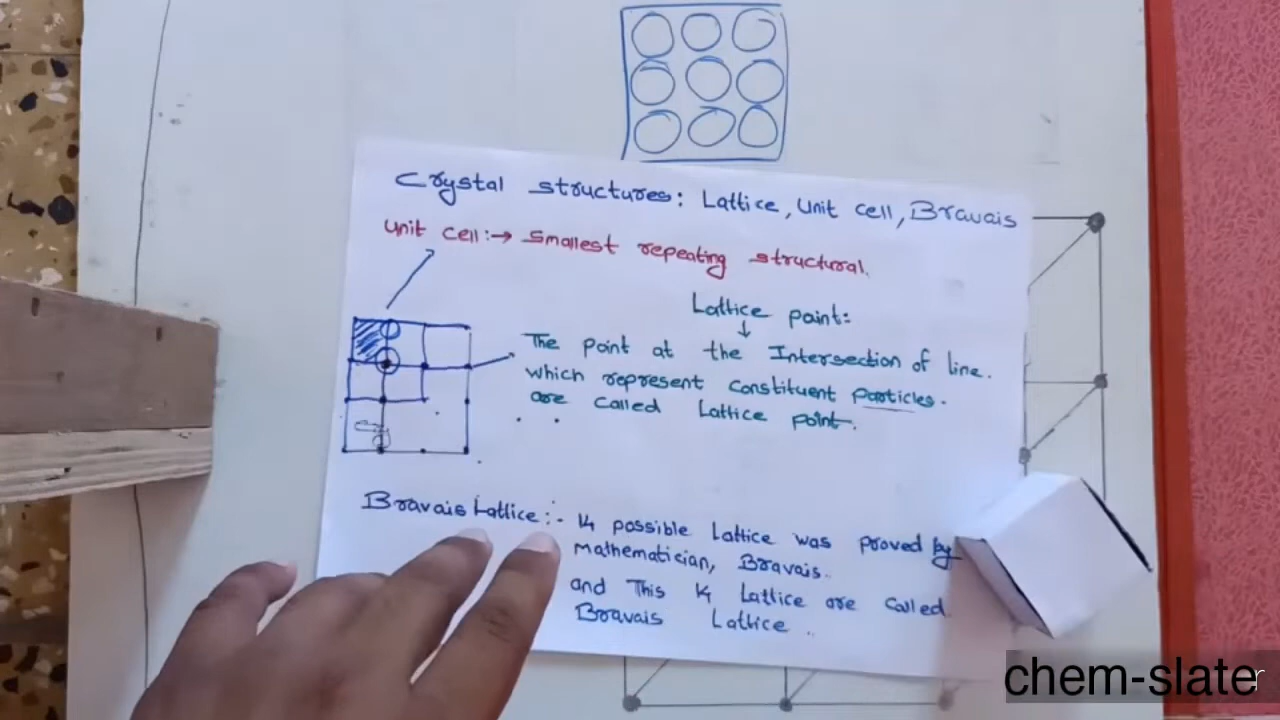 Crystal structures: Lattice, Unit cell, Bravais
Unit cell:→ Smallest repeating structural.
Lattice point:
↓
The point at the Intersection of line.
which represent constituent particles.
are called Lattice point.
Bravais Lattice:- 14 possible Lattice was proved by
Mathematician, Bravais..
and This 14 Lattice are called
Bravais Lattice..
chem-slate